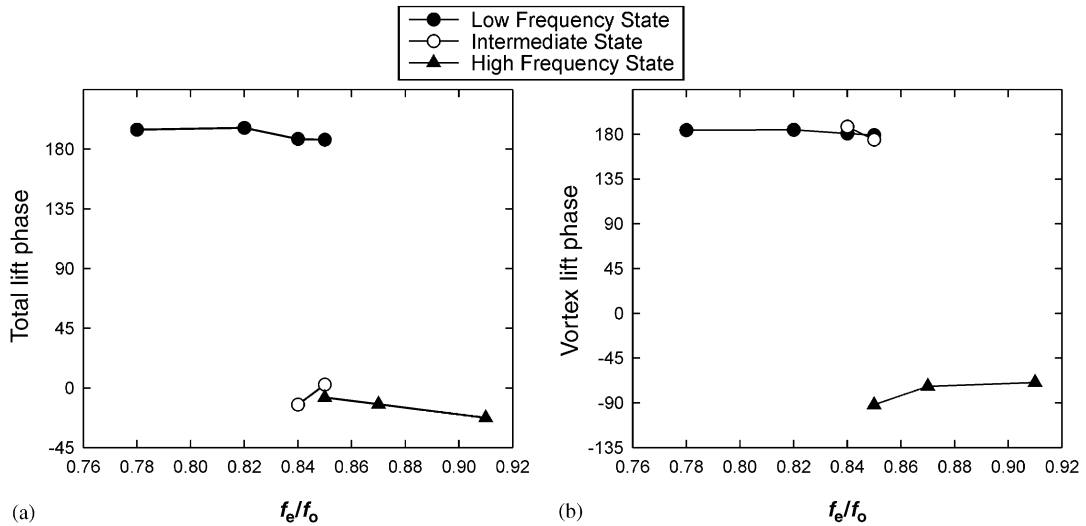 Low Frequency State
Intermediate State
High Frequency State
Total lift phase
180
135
90
45
0
-45
0.76 0.78 0.80 0.82 0.84 0.86 0.88 0.90 0.92
(a)
fe/fo
Vortex lift phase
180
135
90
45
0
-45
-90
-135
0.76 0.78 0.80 0.82 0.84 0.86 0.88 0.90 0.92
(b)
fe/fo